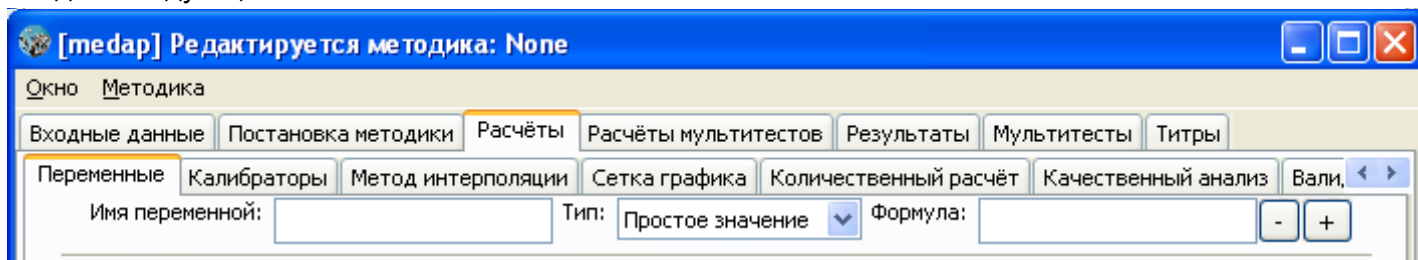 [medap] Редактируется методика: None
Окно Методика
Входные данные Постановка методики Расчёты Расчёты мультитестов Результаты Мультитесты Титры
Переменные Калибраторы Метод интерполяции Сетка графика Количественный расчёт Качественный анализ Вали
Имя переменной: Тип: Простое значение Формула: - +